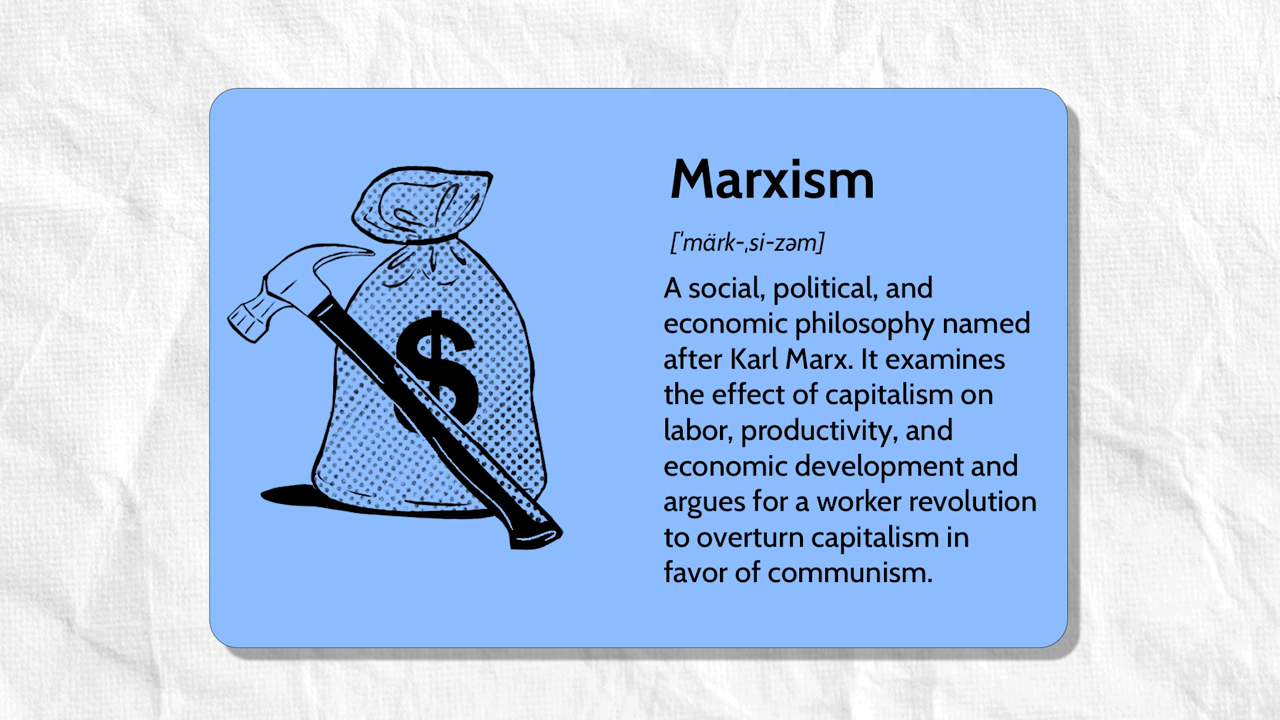 Marxism
[ˈmärk-ˌsi-zəm]
A social, political, and
economic philosophy named
after Karl Marx. It examines
the effect of capitalism on
labor, productivity, and
economic development and
argues for a worker revolution
to overturn capitalism in
favor of communism.
$